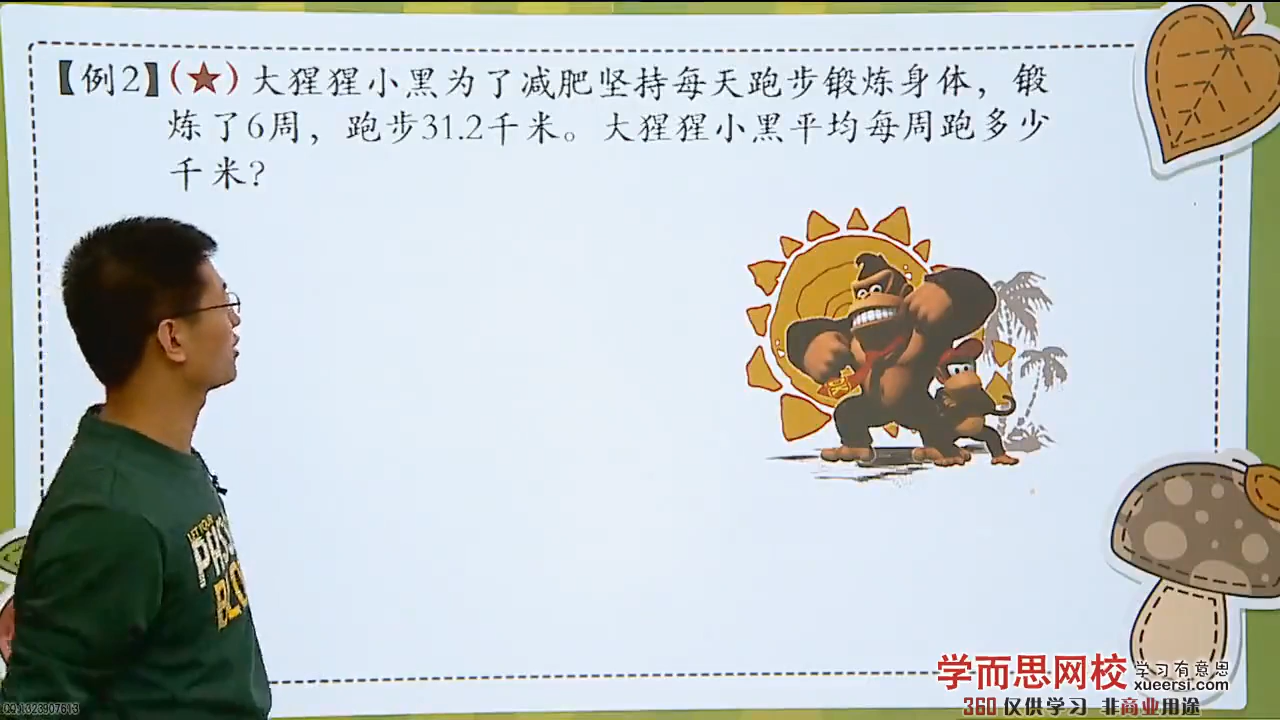 【例2】(★)大猩猩小黑为了减肥坚持每天跑步锻炼身体，锻
炼了6周，跑步31.2千米。大猩猩小黑平均每周跑多少
千米?
DK
学而思网校 学习有意思
xueersi.com
360 仅供学习 非商业用途